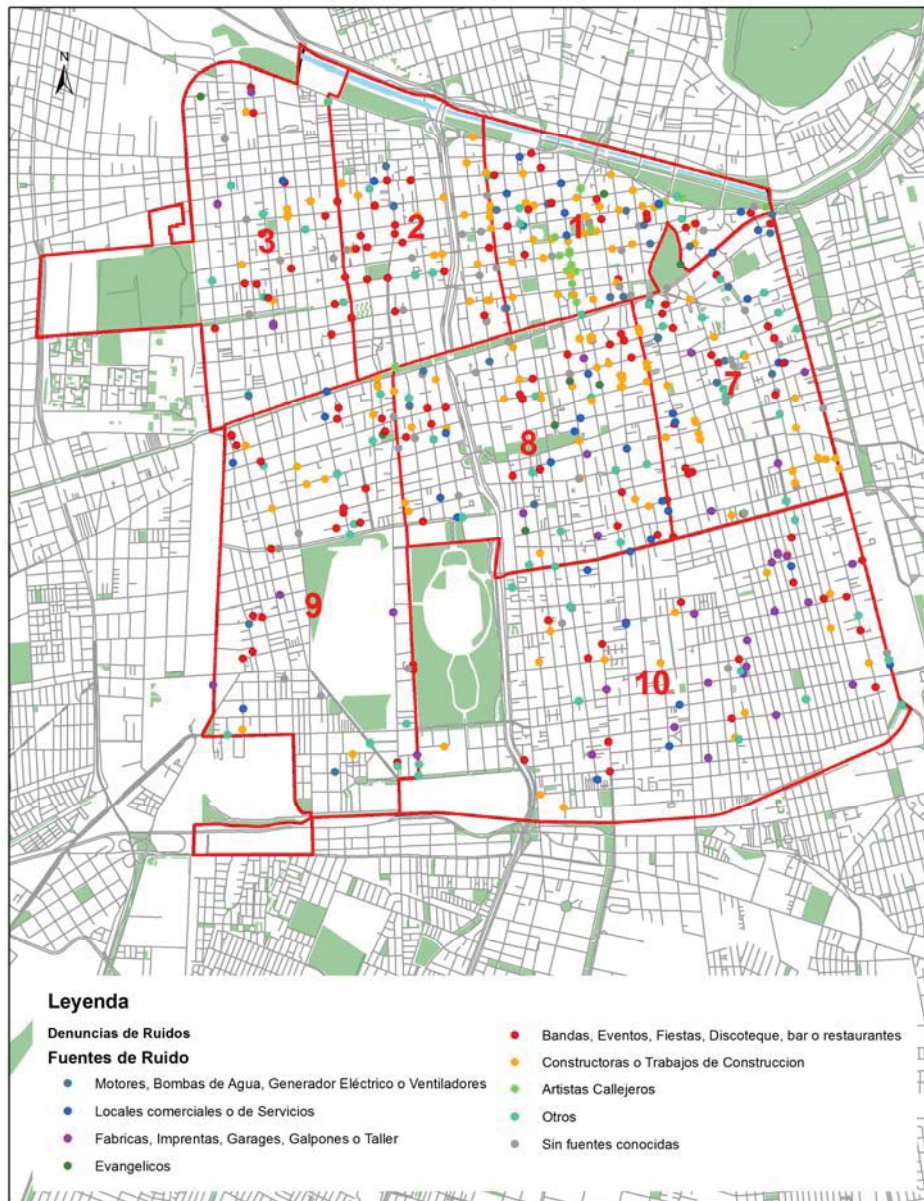 N
1
2
3
7
8
9
10
Leyenda
Denuncias de Ruidos
Fuentes de Ruido
Motores, Bombas de Agua, Generador Eléctrico o Ventiladores
Locales comerciales o de Servicios
Fabricas, Imprentas, Garages, Galpones o Taller
Evangelicos
Bandas, Eventos, Fiestas, Discoteque, bar o restaurantes
Constructoras o Trabajos de Construccion
Artistas Callejeros
Otros
Sin fuentes conocidas